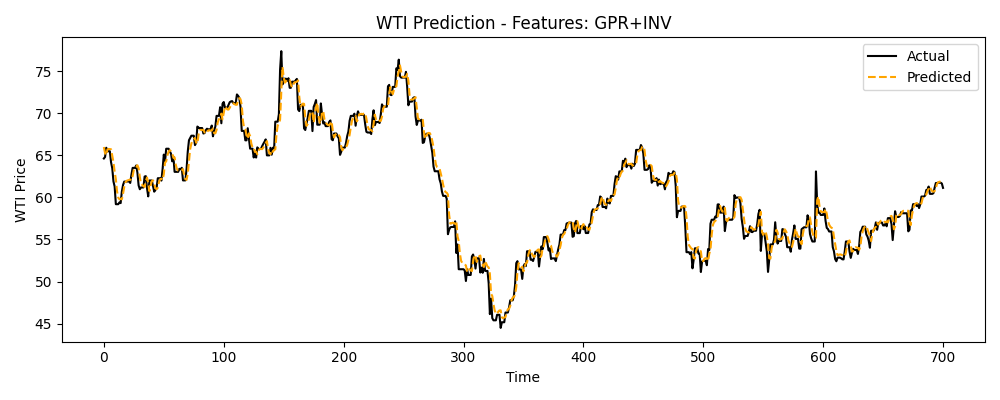 WTI Prediction - Features: GPR+INV
Actual
Predicted
WTI Price
75
70
65
60
55
50
45
0 100 200 300 400 500 600 700
Time